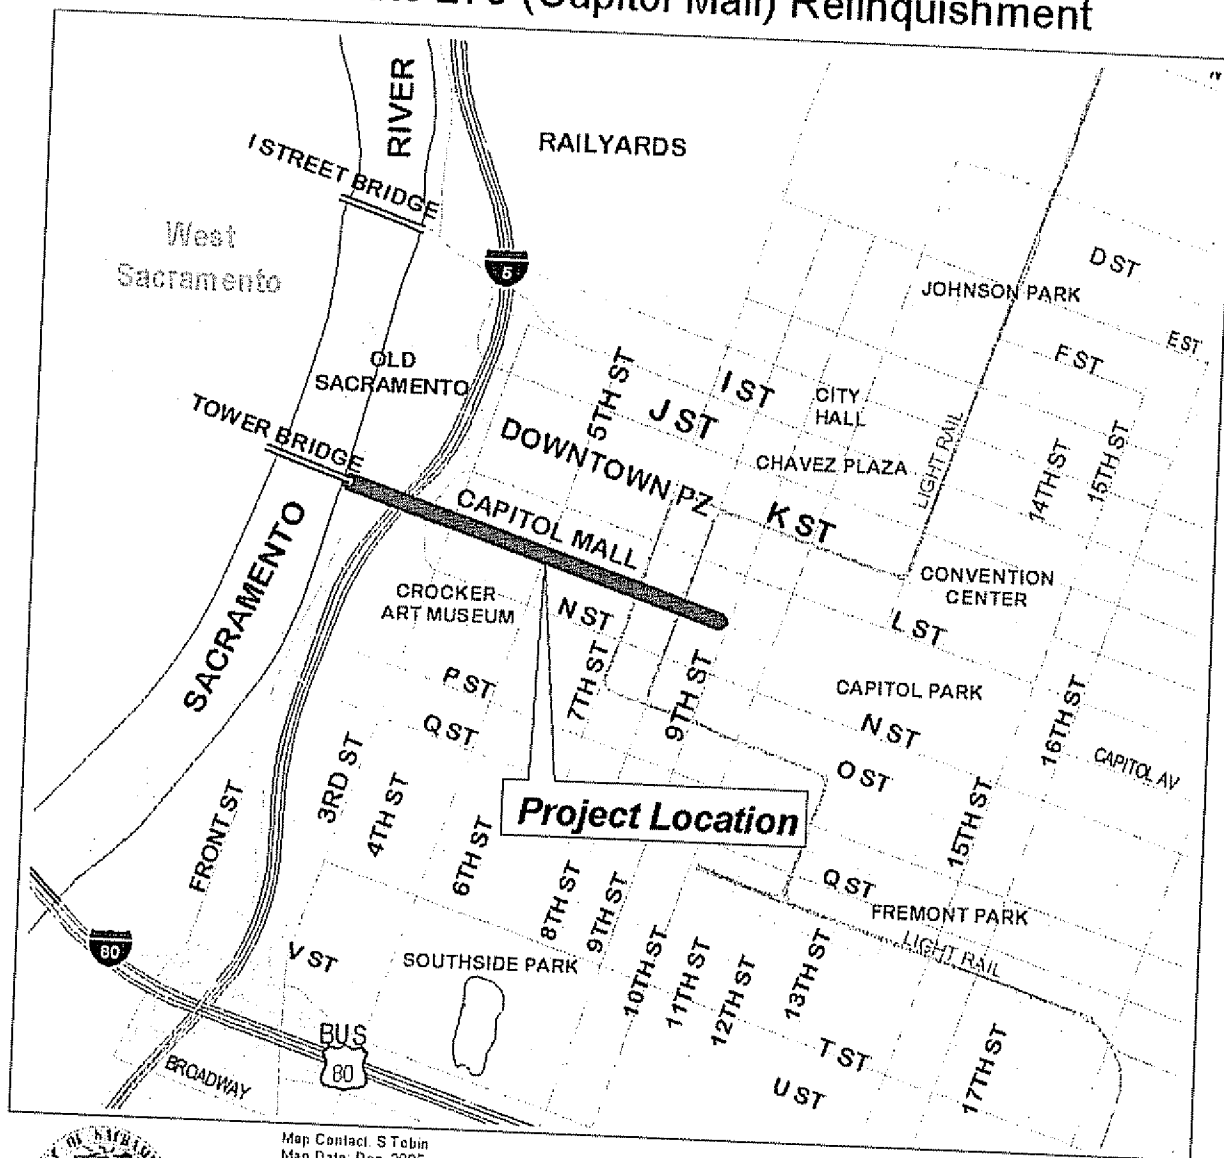 (Capitol Mall) Relinquishment
RIVER
I STREET BRIDGE
RAILYARDS
West
Sacramento
5
D ST
JOHNSON PARK
E ST
F ST
OLD
SACRAMENTO
5TH ST
I ST
J ST
CITY
HALL
TOWER BRIDGE
DOWNTOWN PZ
CHAVEZ PLAZA
LIGHT RAIL
14TH ST
15TH ST
CAPITOL MALL
K ST
SACRAMENTO
CROCKER
ART MUSEUM
N ST
CONVENTION
CENTER
L ST
P ST
7TH ST
9TH ST
CAPITOL PARK
Q ST
N ST
16TH ST
CAPITOL AV
O ST
3RD ST
4TH ST
FRONT ST
Project Location
6TH ST
15TH ST
8TH ST
9TH ST
Q ST
FREMONT PARK
LIGHT RAIL
80
V ST
SOUTHSIDE PARK
10TH ST
11TH ST
12TH ST
13TH ST
BUS
80
BROADWAY
T ST
U ST
17TH ST
Map Contact: S Tobin